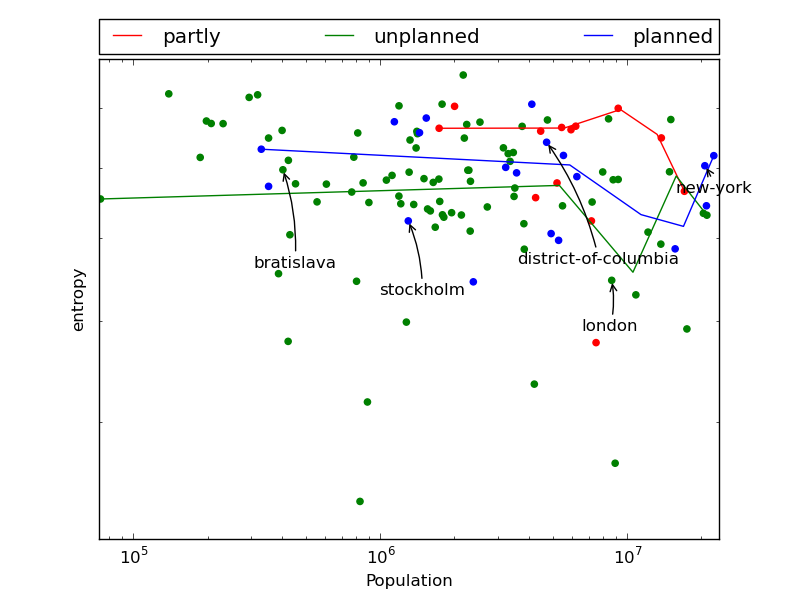 partly unplanned planned
entropy
new-york
bratislava
district-of-columbia
stockholm
london
10^5 10^6 10^7
Population